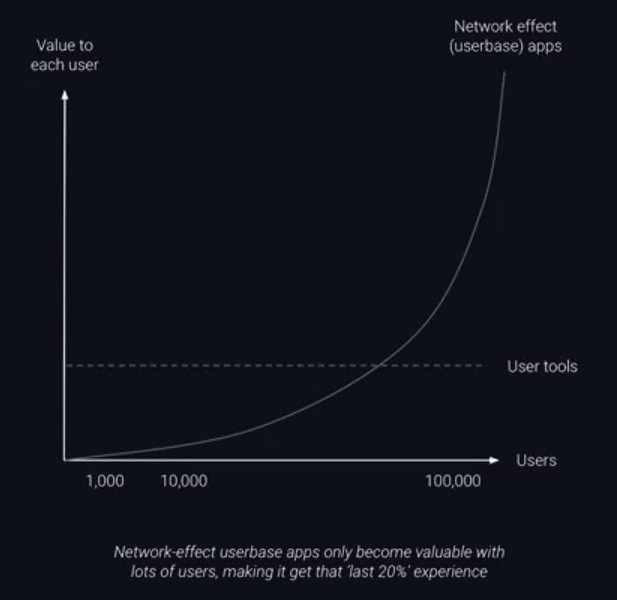 Network effect
(userbase) apps
Value to
each user
User tools
Users
1,000
10,000
100,000
Network-effect userbase apps only become valuable with
lots of users, making it get that 'last 20%' experience